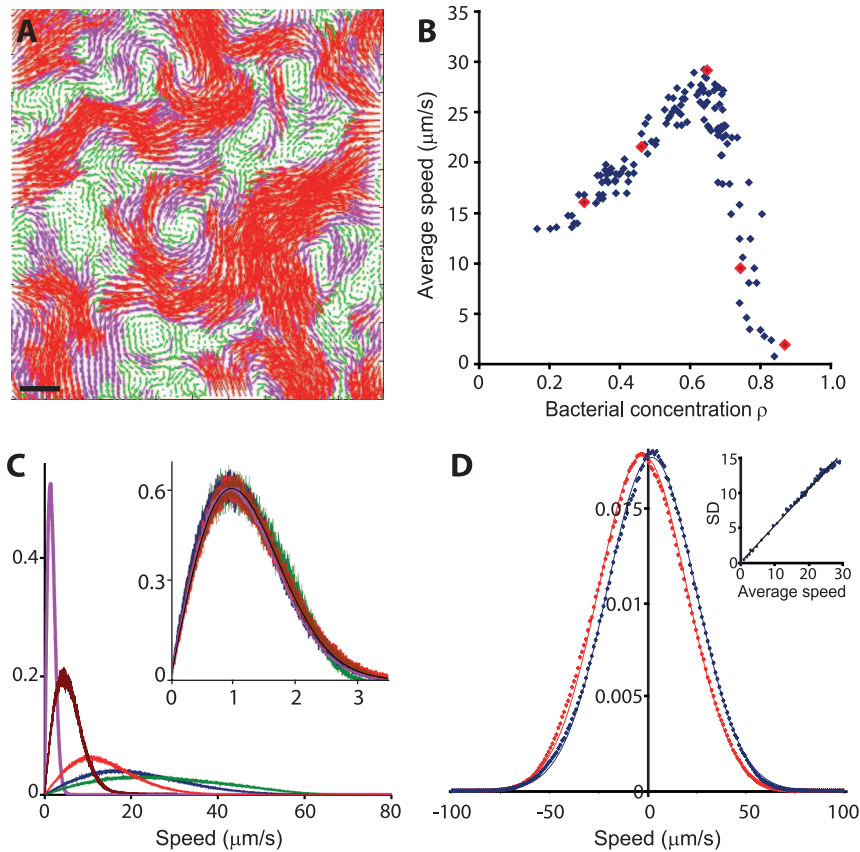 A
B
35
30
25
20
15
10
5
0
Average speed (μm/s)
0 0.2 0.4 0.6 0.8 1.0
Bacterial concentration ρ
C
0.4
0.2
0
0 20 40 60 80
Speed (μm/s)
0.6
0.3
0
0 1 2 3
D
0.015
0.01
0.005
0
-100 -50 0 50 100
Speed (μm/s)
15
10
5
0
SD
0 10 20 30
Average speed